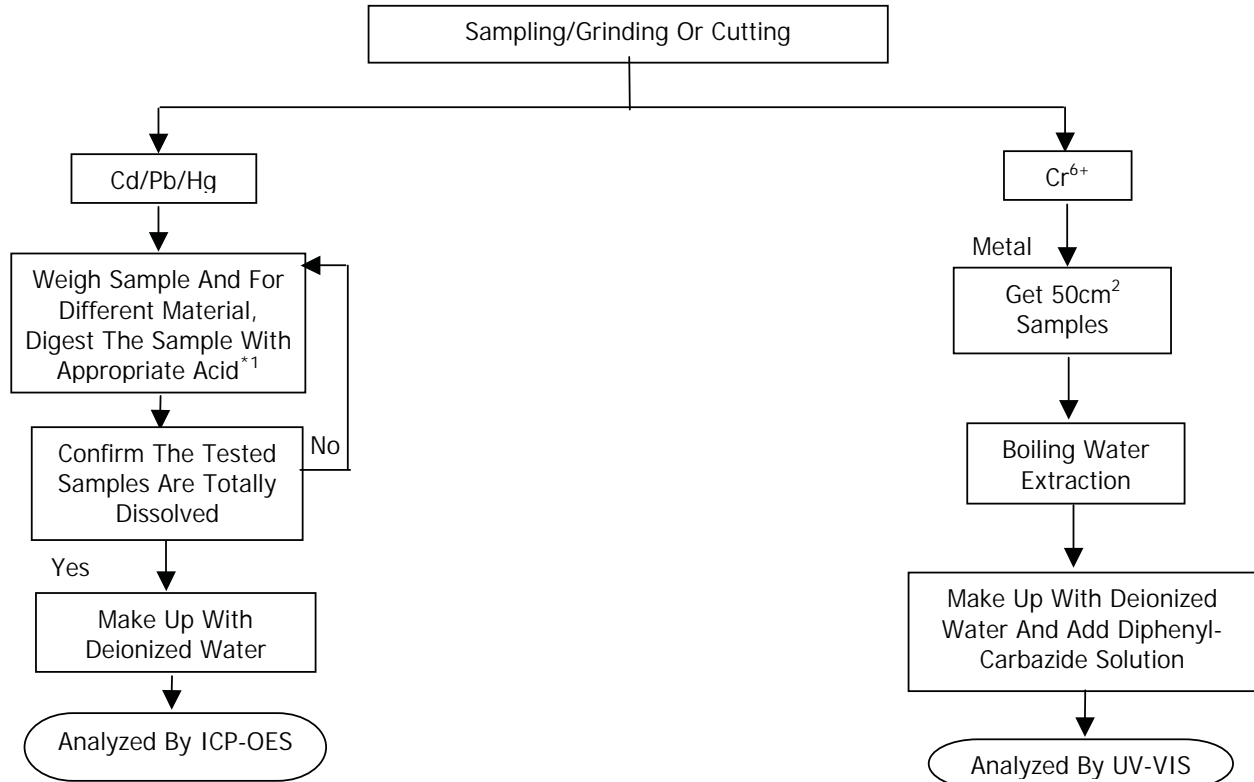 Sampling/Grinding Or Cutting
Cd/Pb/Hg
Weigh Sample And For
Different Material,
Digest The Sample With
Appropriate Acid*1
No
Confirm The Tested
Samples Are Totally
Dissolved
Yes
Make Up With
Deionized Water
Analyzed By ICP-OES
Cr6+
Metal
Get 50cm2
Samples
Boiling Water
Extraction
Make Up With Deionized
Water And Add Diphenyl-
Carbazide Solution
Analyzed By UV-VIS